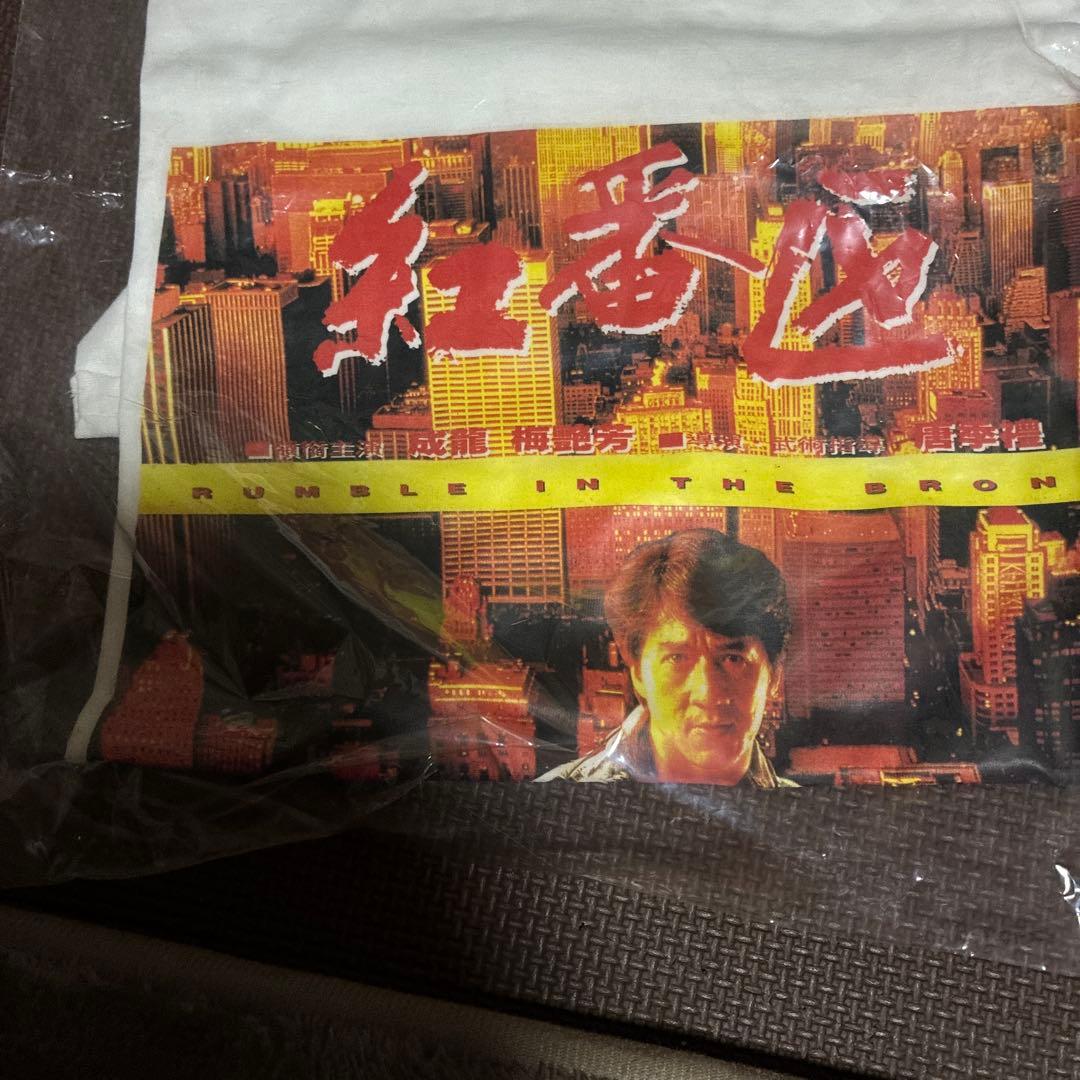 紅番區
■領銜主演 成龍 梅艷芳 ■導演．武術指導 唐季禮
RUMBLE IN THE BRON